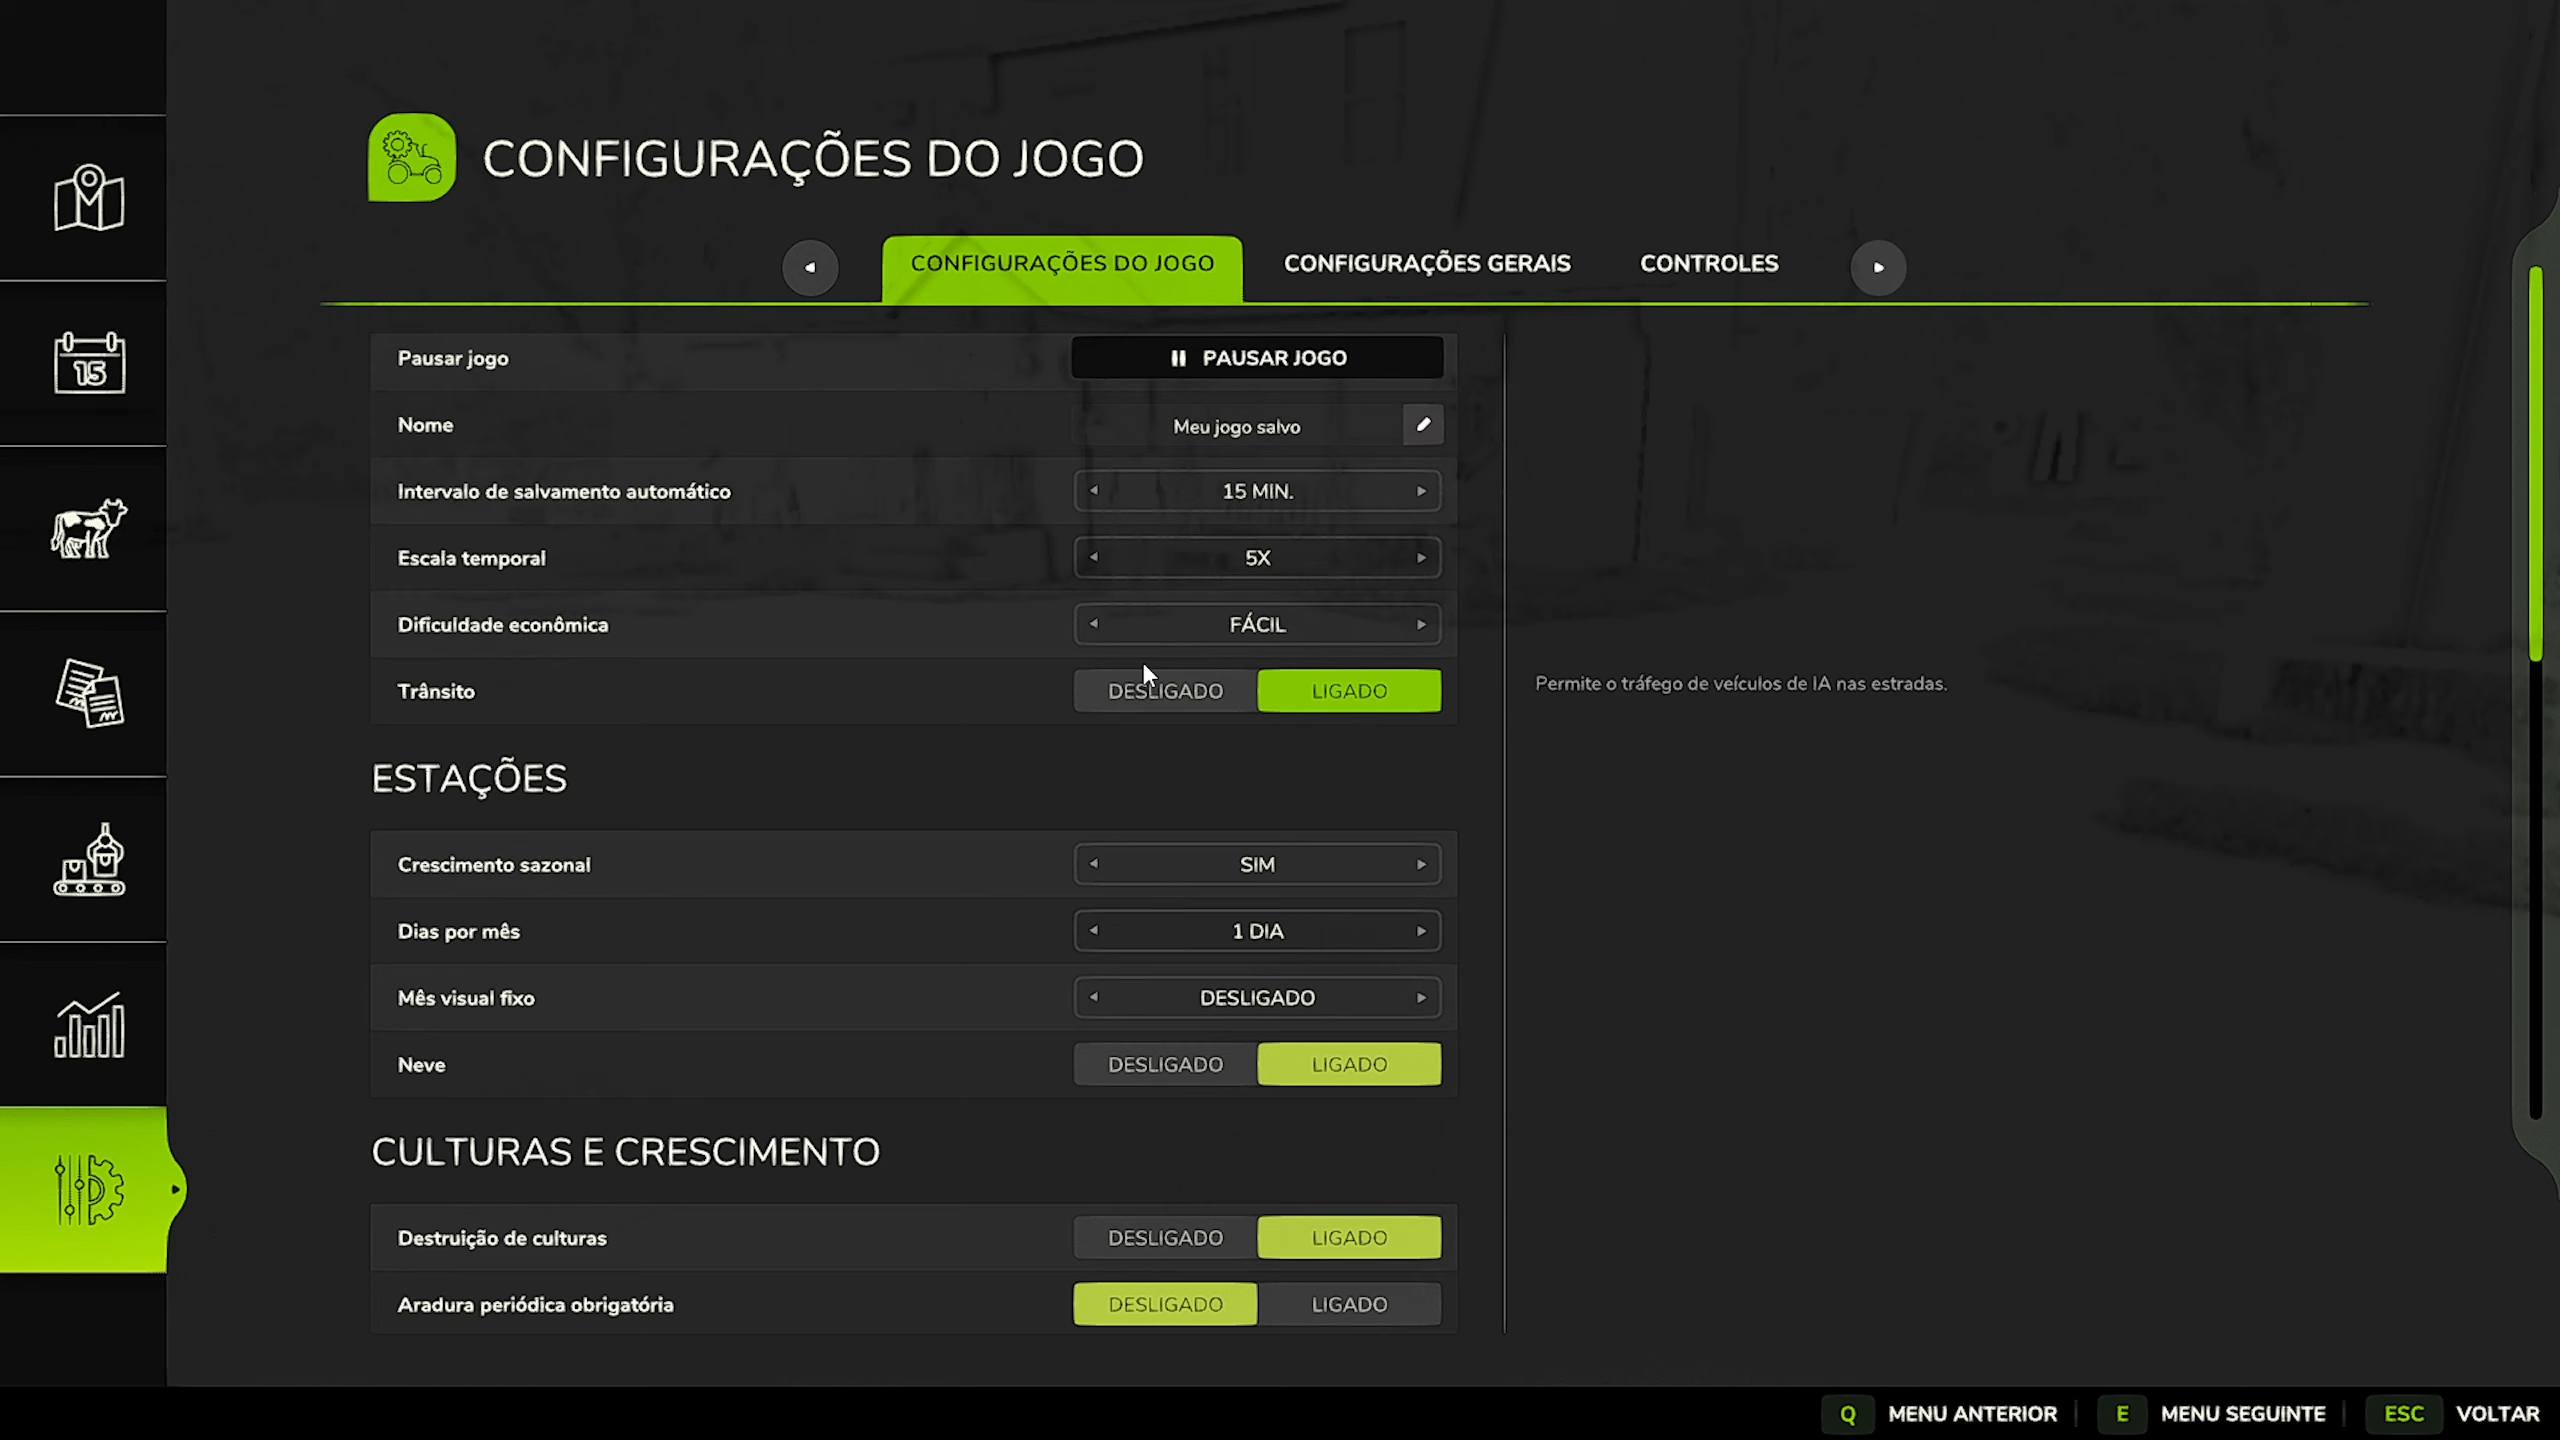 CONFIGURAÇÕES DO JOGO
CONFIGURAÇÕES DO JOGO
CONFIGURAÇÕES GERAIS
CONTROLES
15
Pausar jogo
PAUSAR JOGO
Nome
Meu jogo salvo
Intervalo de salvamento automático
15 MIN.
Escala temporal
5X
Dificuldade econômica
FÁCIL
Trânsito
DESLIGADO
LIGADO
Permite o tráfego de veículos de IA nas estradas.
ESTAÇÕES
Crescimento sazonal
SIM
Dias por mês
1 DIA
Mês visual fixo
DESLIGADO
Neve
DESLIGADO
LIGADO
CULTURAS E CRESCIMENTO
Destruição de culturas
DESLIGADO
LIGADO
Aradura periódica obrigatória
DESLIGADO
LIGADO
Q MENU ANTERIOR
E MENU SEGUINTE
ESC VOLTAR